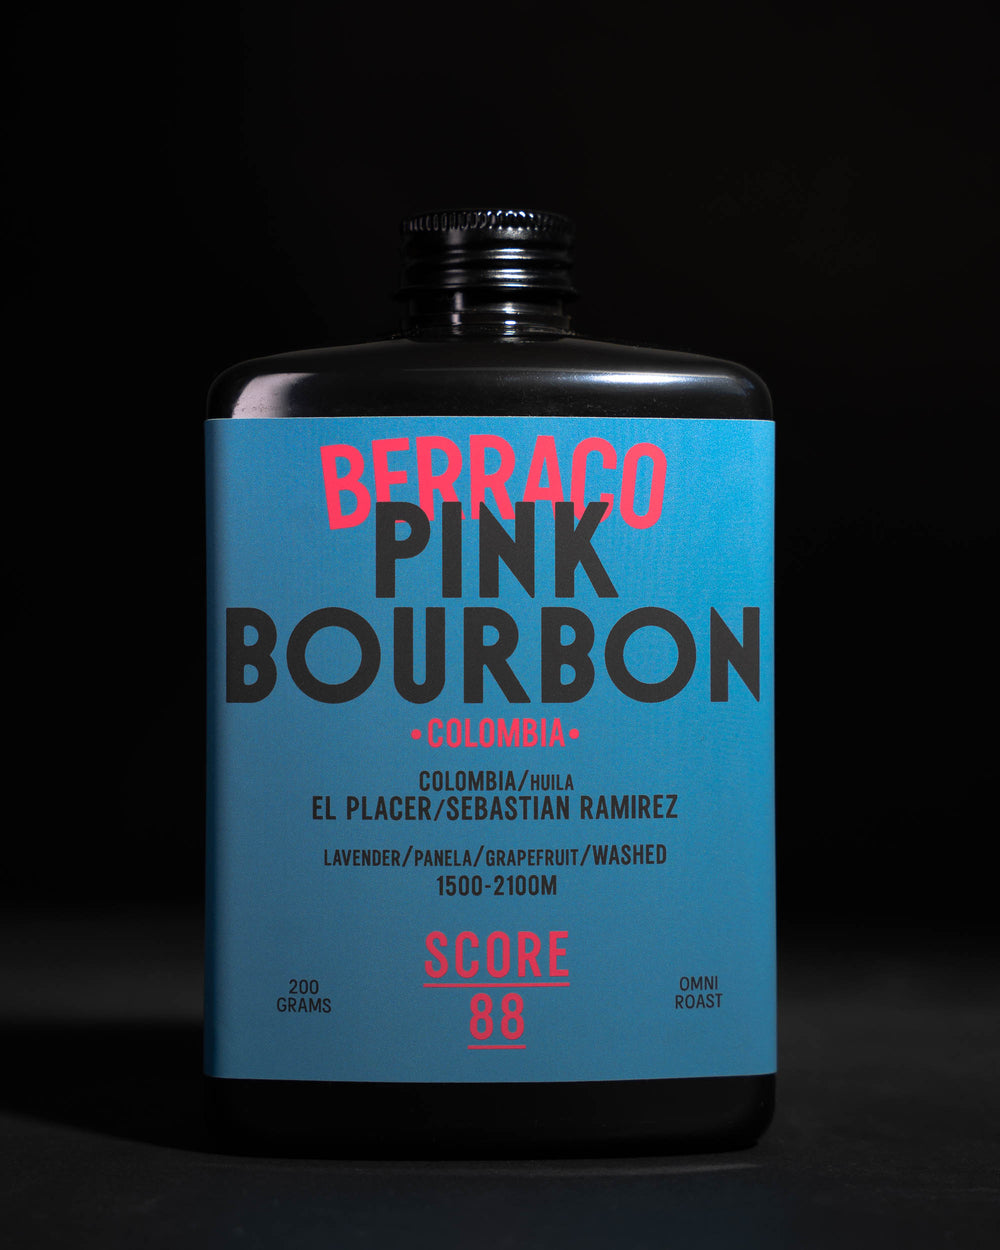 BERRACO
PINK
BOURBON
•COLOMBIA•
COLOMBIA/HUILA
EL PLACER/SEBASTIAN RAMIREZ
LAVENDER/PANELA/GRAPEFRUIT/WASHED
1500-2100M
SCORE
88
200
GRAMS
OMNI
ROAST